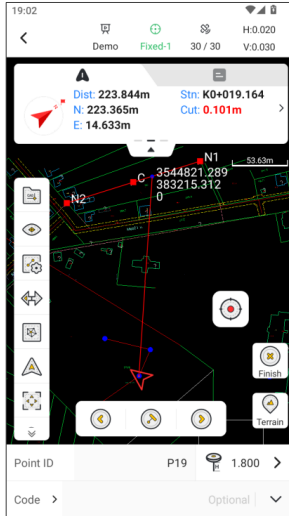 19:02
Demo
Fixed-1
30 / 30
H:0.020
V:0.030
Dist: 223.844m
N: 223.365m
E: 14.633m
Stn: K0+019.164
Cut: 0.101m
N1
53.63m
C
3544821.289
383215.312
0
N2
Finish
Terrain
Point ID
P19
1.800
Code
Optional